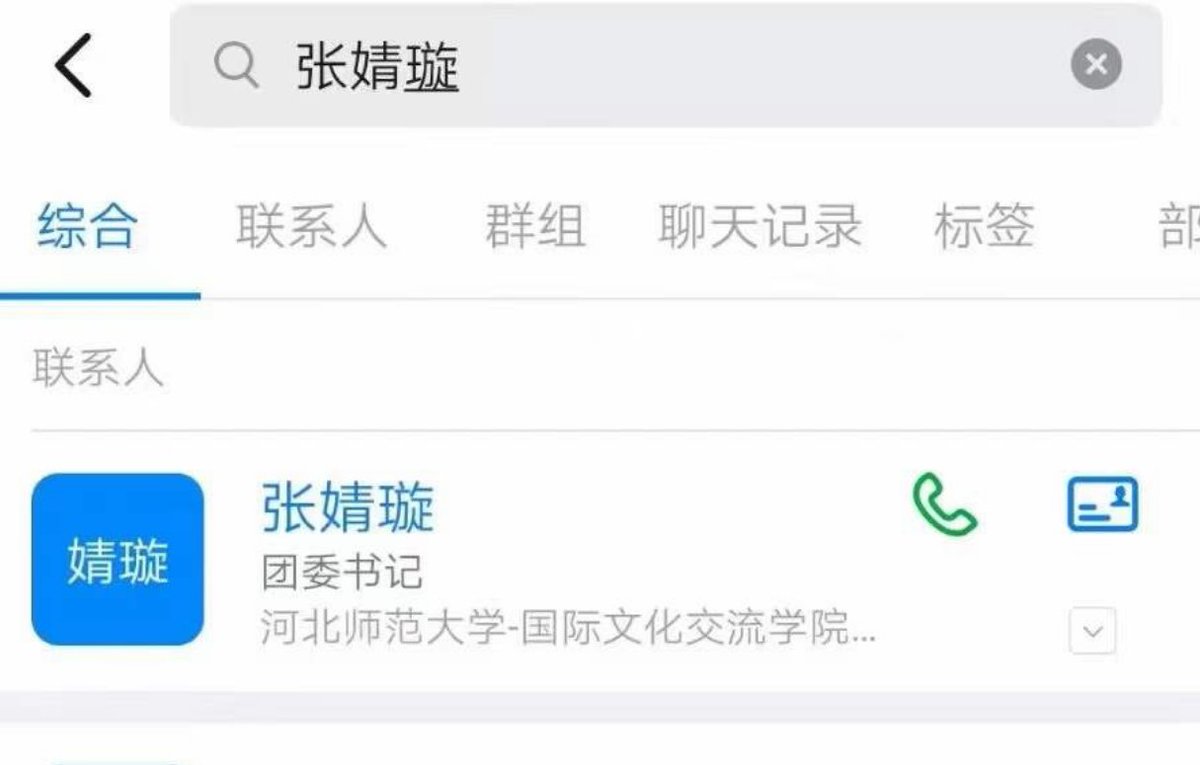 张婧璇
综合 联系人 群组 聊天记录 标签 部
联系人
婧璇
张婧璇
团委书记
河北师范大学-国际文化交流学院...